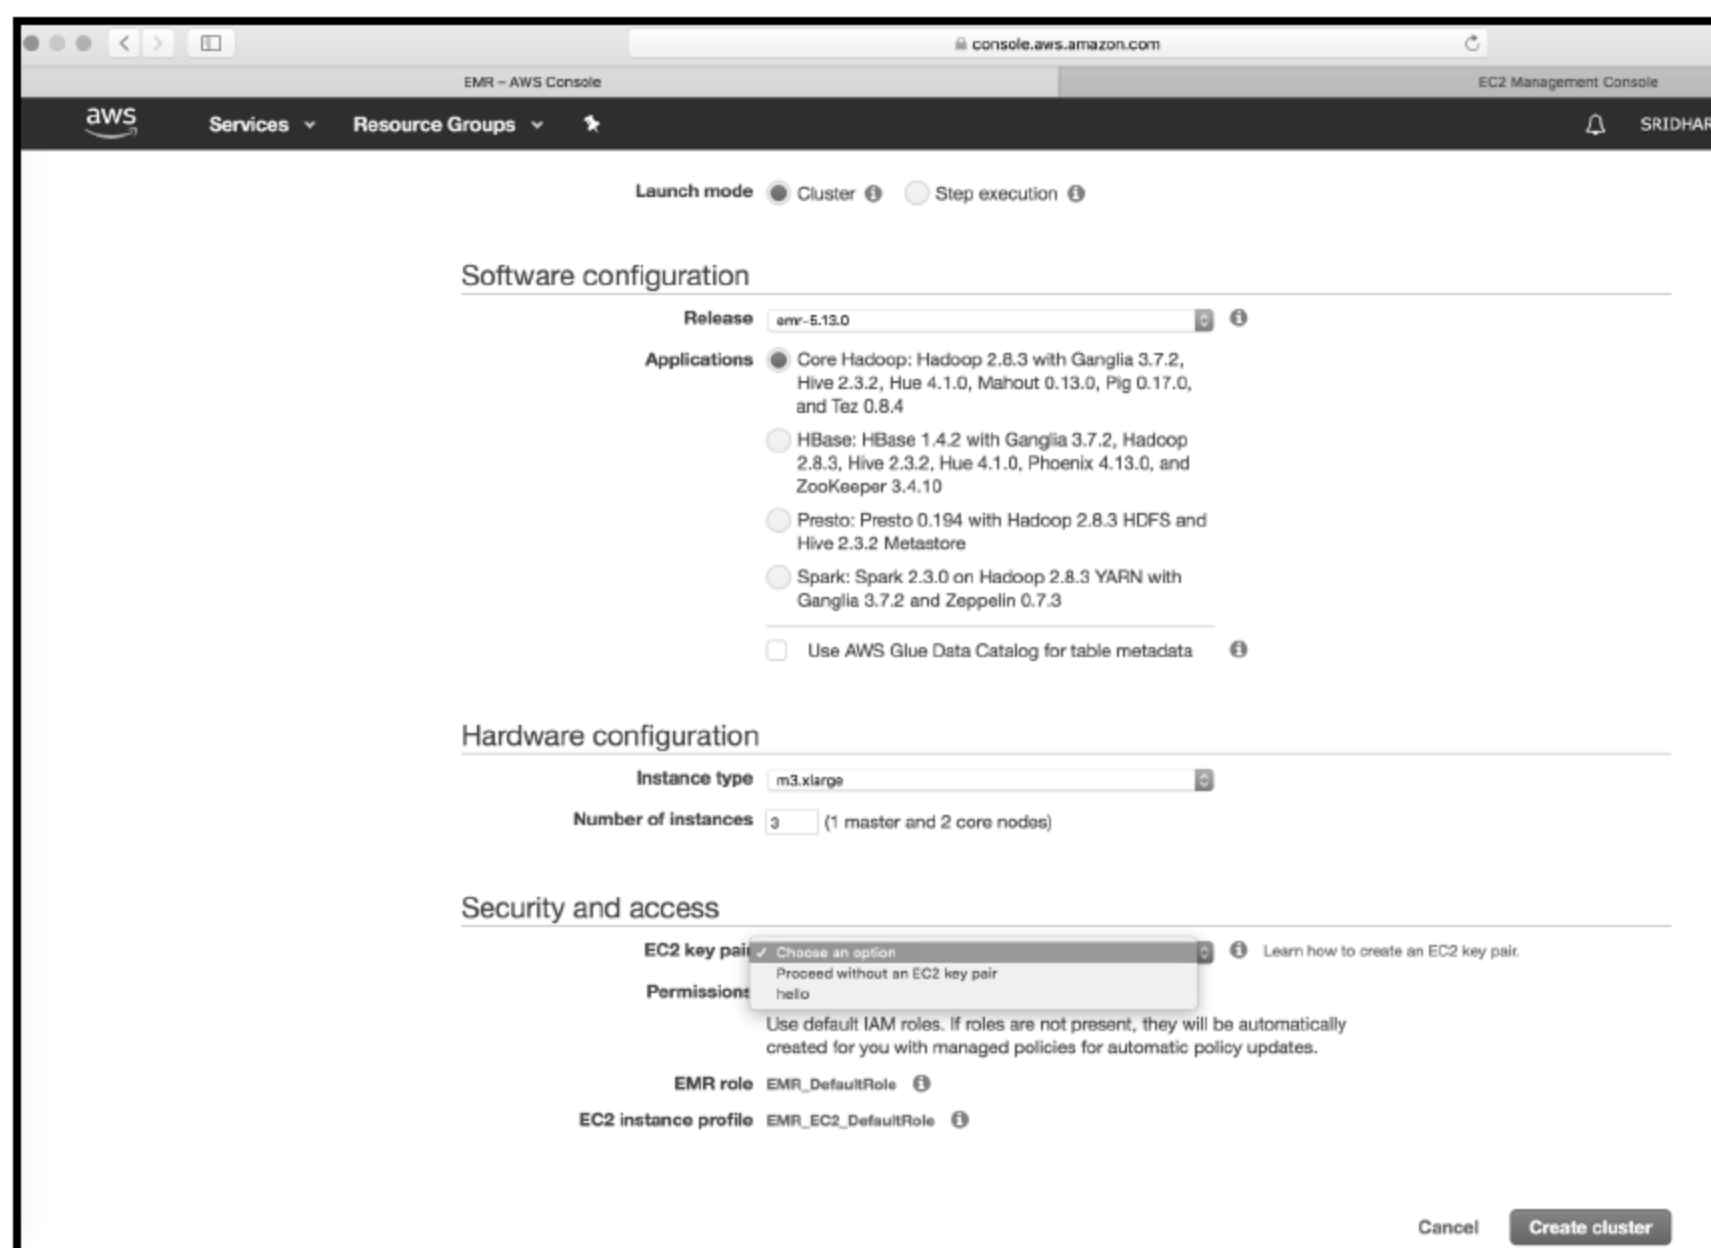 console.aws.amazon.com
EMR – AWS Console
EC2 Management Console
aws
Services
Resource Groups
SRIDHAR
Launch mode
Cluster
Step execution
Software configuration
Release
emr-5.13.0
Applications
Core Hadoop: Hadoop 2.8.3 with Ganglia 3.7.2,
Hive 2.3.2, Hue 4.1.0, Mahout 0.13.0, Pig 0.17.0,
and Tez 0.8.4
HBase: HBase 1.4.2 with Ganglia 3.7.2, Hadoop
2.8.3, Hive 2.3.2, Hue 4.1.0, Phoenix 4.13.0, and
ZooKeeper 3.4.10
Presto: Presto 0.194 with Hadoop 2.8.3 HDFS and
Hive 2.3.2 Metastore
Spark: Spark 2.3.0 on Hadoop 2.8.3 YARN with
Ganglia 3.7.2 and Zeppelin 0.7.3
Use AWS Glue Data Catalog for table metadata
Hardware configuration
Instance type
m3.xlarge
Number of instances
3
(1 master and 2 core nodes)
Security and access
EC2 key pair
Choose an option
Learn how to create an EC2 key pair.
Proceed without an EC2 key pair
Permissions
hello
Use default IAM roles. If roles are not present, they will be automatically
created for you with managed policies for automatic policy updates.
EMR role
EMR_DefaultRole
EC2 instance profile
EMR_EC2_DefaultRole
Cancel
Create cluster